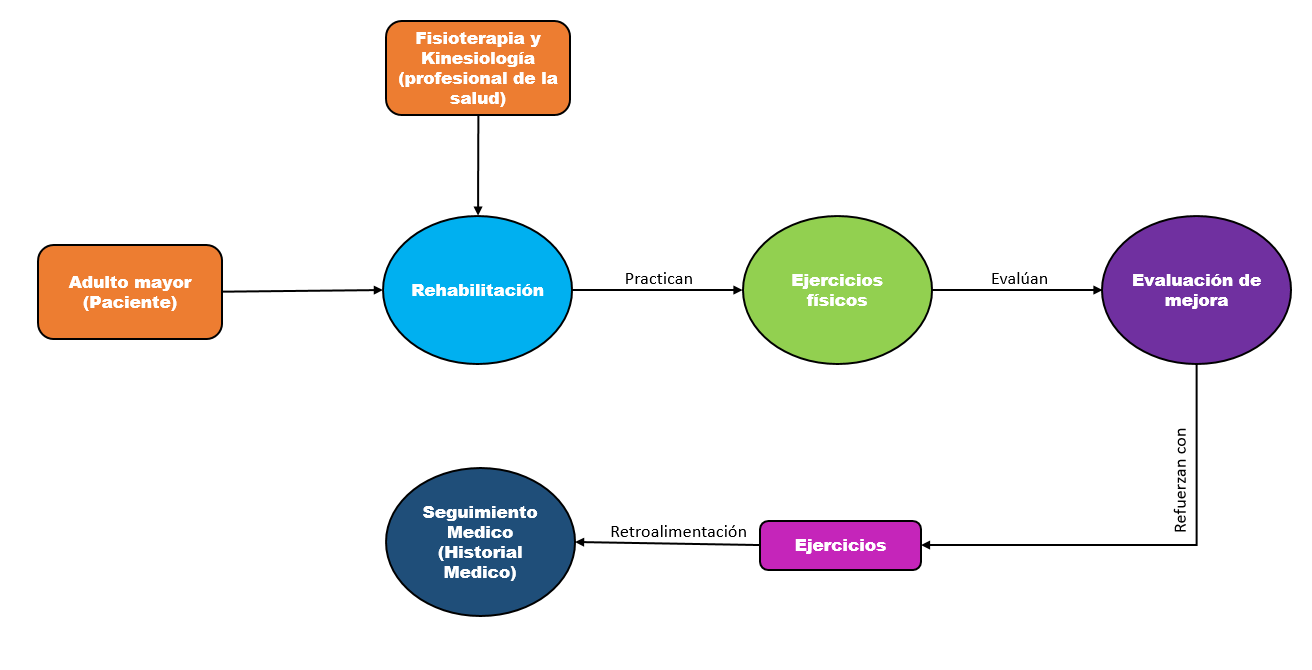 Fisioterapia y
Kinesiología
(profesional de la
salud)
Adulto mayor
(Paciente)
Rehabilitación
Practican
Ejercicios
físicos
Evalúan
Evaluación de
mejora
Refuerzan con
Ejercicios
Retroalimentación
Seguimiento
Medico
(Historial
Medico)